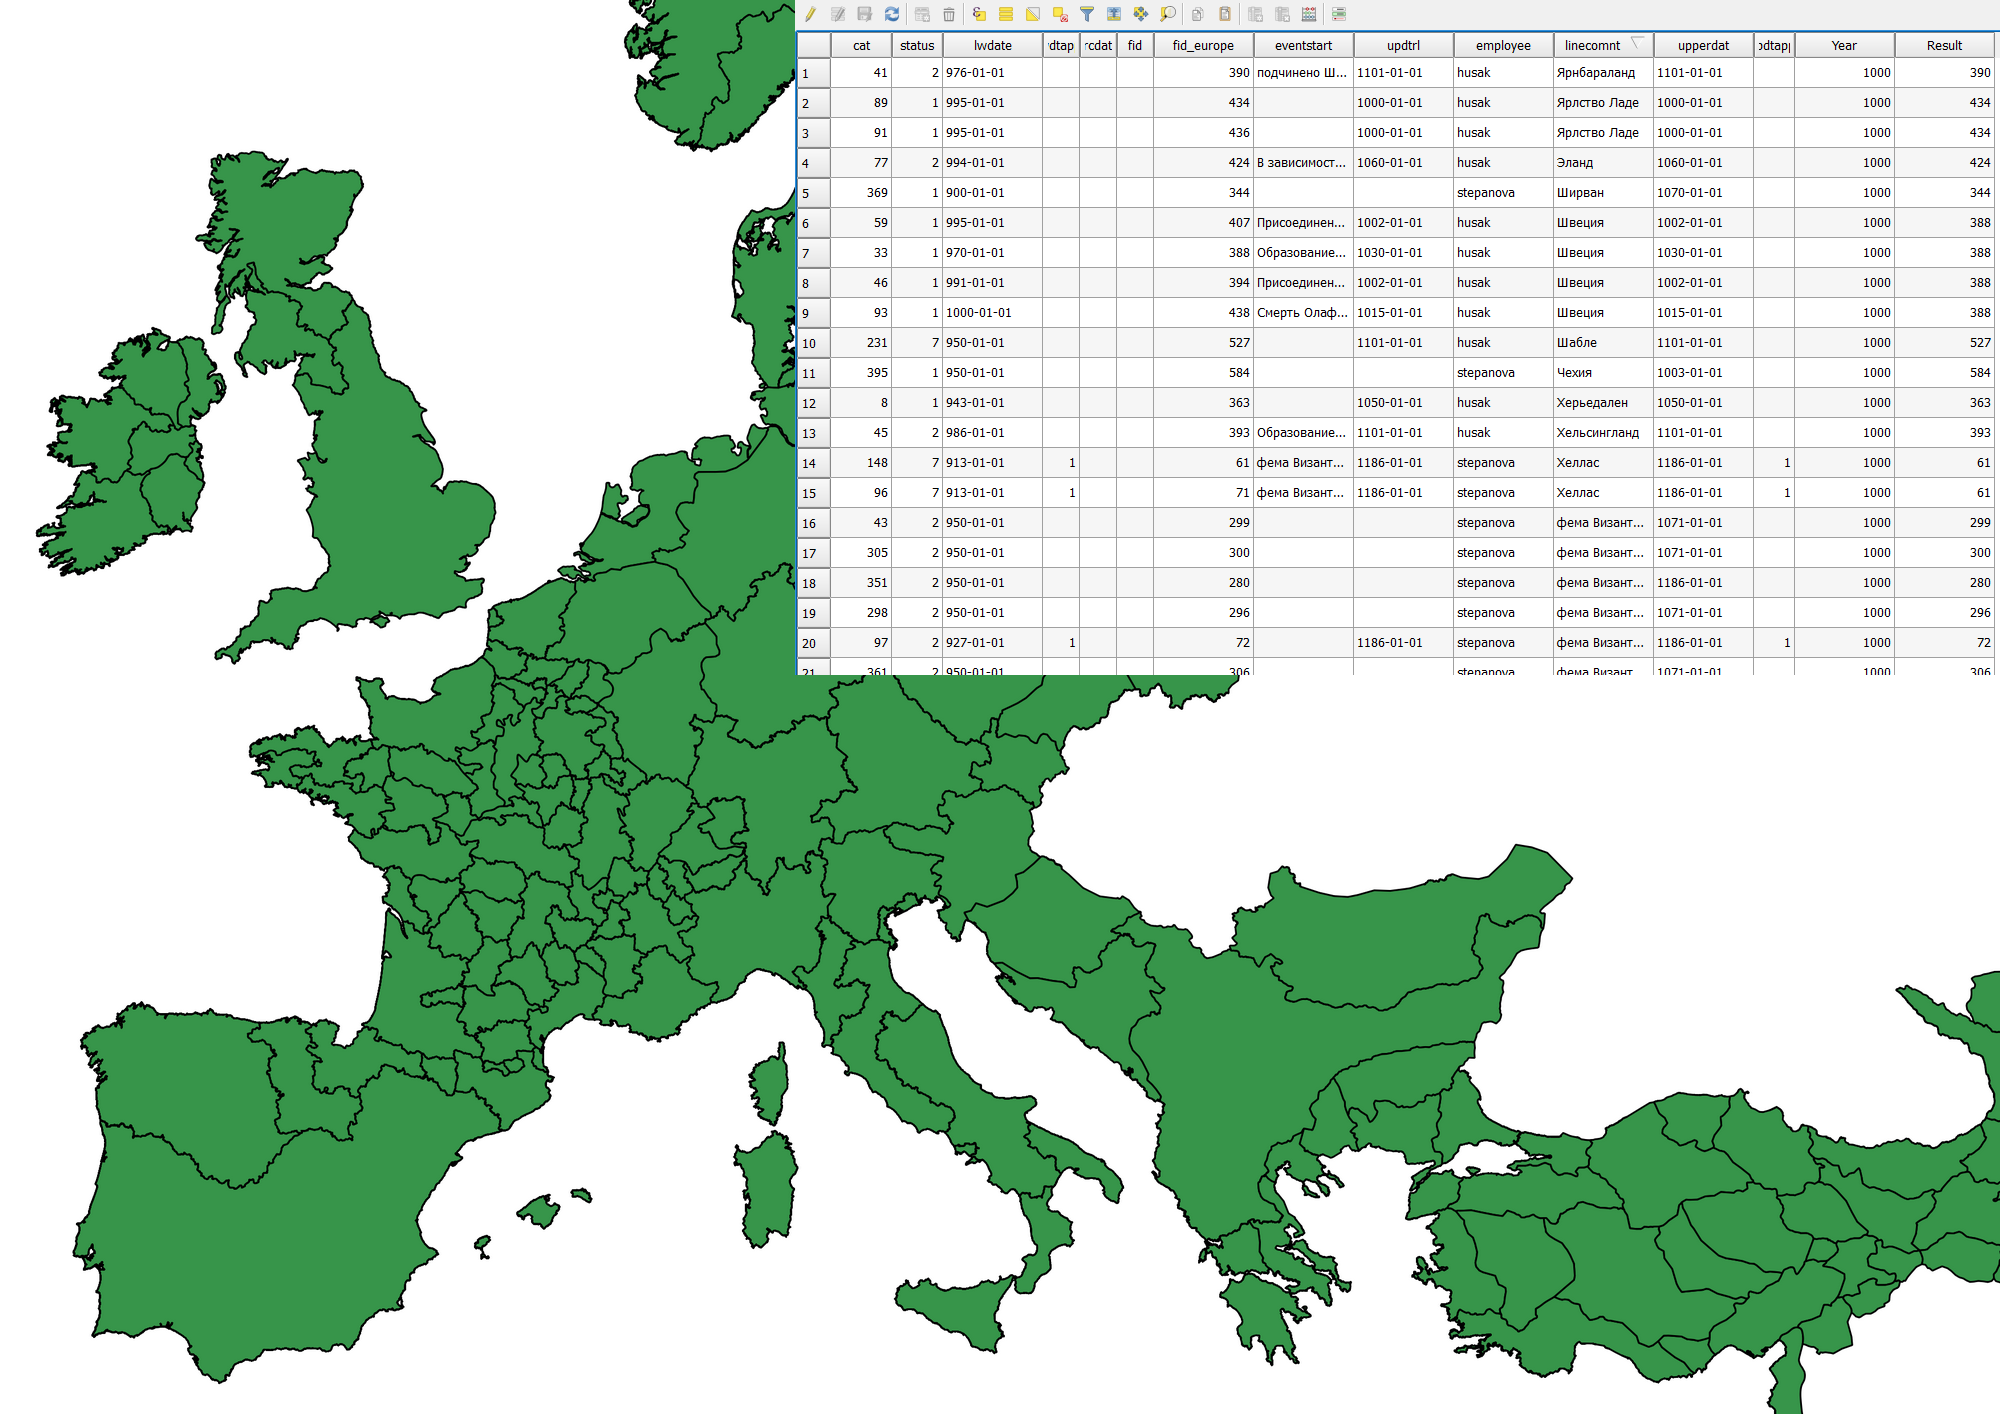 cat status lwdate dtap rcdat fid fid_europe eventstart updtrl employee linecomnt upperdat odtap Year Result
1 41 2 976-01-01 390 подчинено Ш... 1101-01-01 husak Ярнбараланд 1101-01-01 1000 390
2 89 1 995-01-01 434 1000-01-01 husak Ярлство Ладе 1000-01-01 1000 434
3 91 1 995-01-01 436 1000-01-01 husak Ярлство Ладе 1000-01-01 1000 434
4 77 2 994-01-01 424 В зависимост... 1060-01-01 husak Эланд 1060-01-01 1000 424
5 369 1 900-01-01 344 stepanova Ширван 1070-01-01 1000 344
6 59 1 995-01-01 407 Присоединен... 1002-01-01 husak Швеция 1002-01-01 1000 388
7 33 1 970-01-01 388 Образование... 1030-01-01 husak Швеция 1030-01-01 1000 388
8 46 1 991-01-01 394 Присоединен... 1002-01-01 husak Швеция 1002-01-01 1000 388
9 93 1 1000-01-01 438 Смерть Олаф... 1015-01-01 husak Швеция 1015-01-01 1000 388
10 231 7 950-01-01 527 1101-01-01 husak Шабле 1101-01-01 1000 527
11 395 1 950-01-01 584 stepanova Чехия 1003-01-01 1000 584
12 8 1 943-01-01 363 1050-01-01 husak Херьедален 1050-01-01 1000 363
13 45 2 986-01-01 393 Образование... 1101-01-01 husak Хельсингланд 1101-01-01 1000 393
14 148 7 913-01-01 1 61 фема Визант... 1186-01-01 stepanova Хеллас 1186-01-01 1 1000 61
15 96 7 913-01-01 1 71 фема Визант... 1186-01-01 stepanova Хеллас 1186-01-01 1 1000 61
16 43 2 950-01-01 299 stepanova фема Визант... 1071-01-01 1000 299
17 305 2 950-01-01 300 stepanova фема Визант... 1071-01-01 1000 300
18 351 2 950-01-01 280 stepanova фема Визант... 1186-01-01 1000 280
19 298 2 950-01-01 296 stepanova фема Визант... 1071-01-01 1000 296
20 97 2 927-01-01 1 72 1186-01-01 stepanova фема Визант... 1186-01-01 1 1000 72
21 361 2 950-01-01 306 stepanova фема Визант... 1071-01-01 1000 306